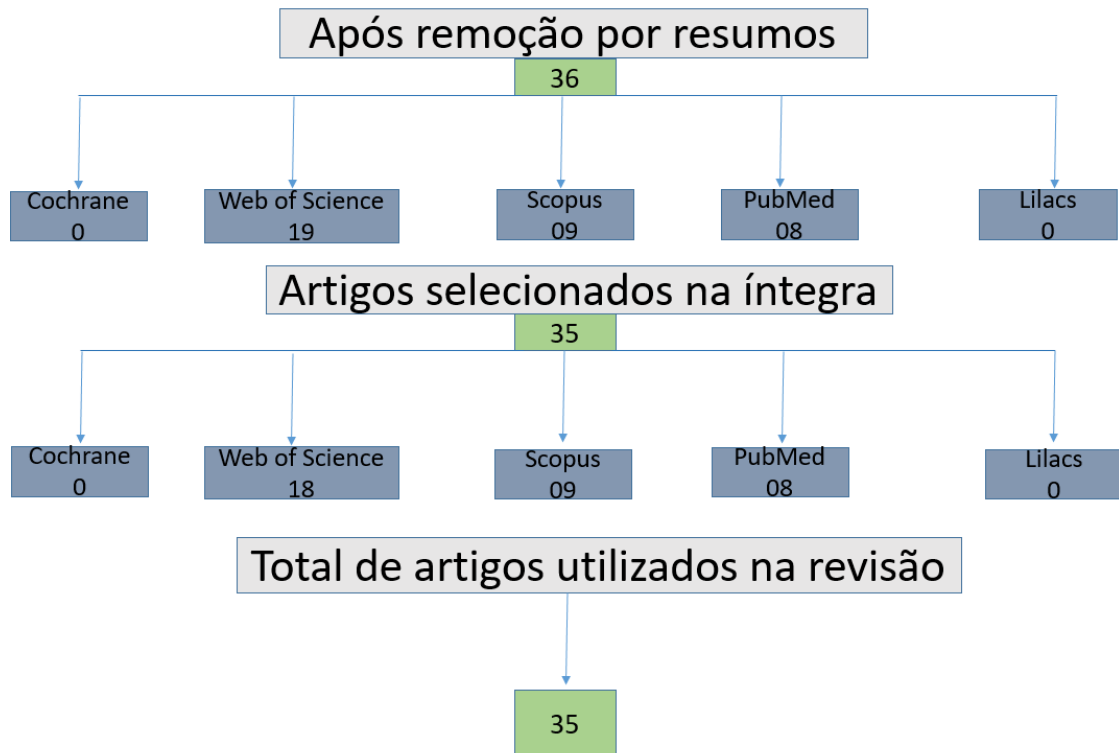 Após remoção por resumos
36
Cochrane
0
Web of Science
19
Scopus
09
PubMed
08
Lilacs
0
Artigos selecionados na íntegra
35
Cochrane
0
Web of Science
18
Scopus
09
PubMed
08
Lilacs
0
Total de artigos utilizados na revisão
35